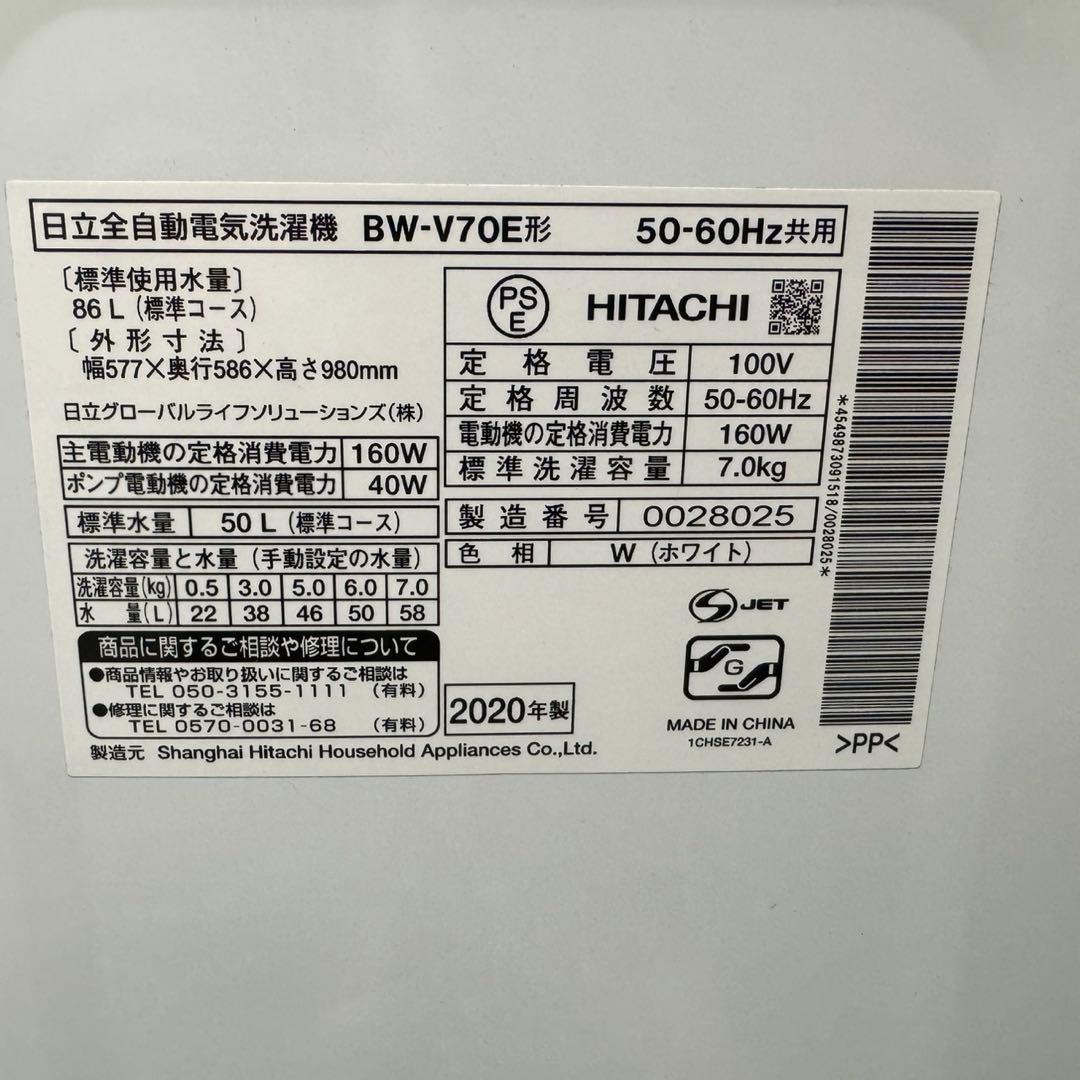 日立全自動電気洗濯機 BW-V70E形 50-60Hz共用
〔標準使用水量〕
86 L (標準コース)
〔外形寸法〕
幅577×奥行586×高さ980mm
日立グローバルライフソリューションズ(株)
主電動機の定格消費電力 160W
ポンプ電動機の定格消費電力 40W
標準水量 50 L (標準コース)
洗濯容量と水量 (手動設定の水量)
洗濯容量(kg) 0.5 3.0 5.0 6.0 7.0
水量(L) 22 38 46 50 58
商品に関するご相談や修理について
●商品情報やお取り扱いに関するご相談は
TEL 050-3155-1111 (有料)
●修理に関するご相談は
TEL 0570-0031-68 (有料)
製造元 Shanghai Hitachi Household Appliances Co.,Ltd.
PS
E
HITACHI
定格電圧 100V
定格周波数 50-60Hz
電動機の定格消費電力 160W
標準洗濯容量 7.0kg
製造番号 0028025
色相 W (ホワイト)
S JET
G
2020年製
MADE IN CHINA
1CHSE7231-A
*4549873091518/0028025*
>PP<